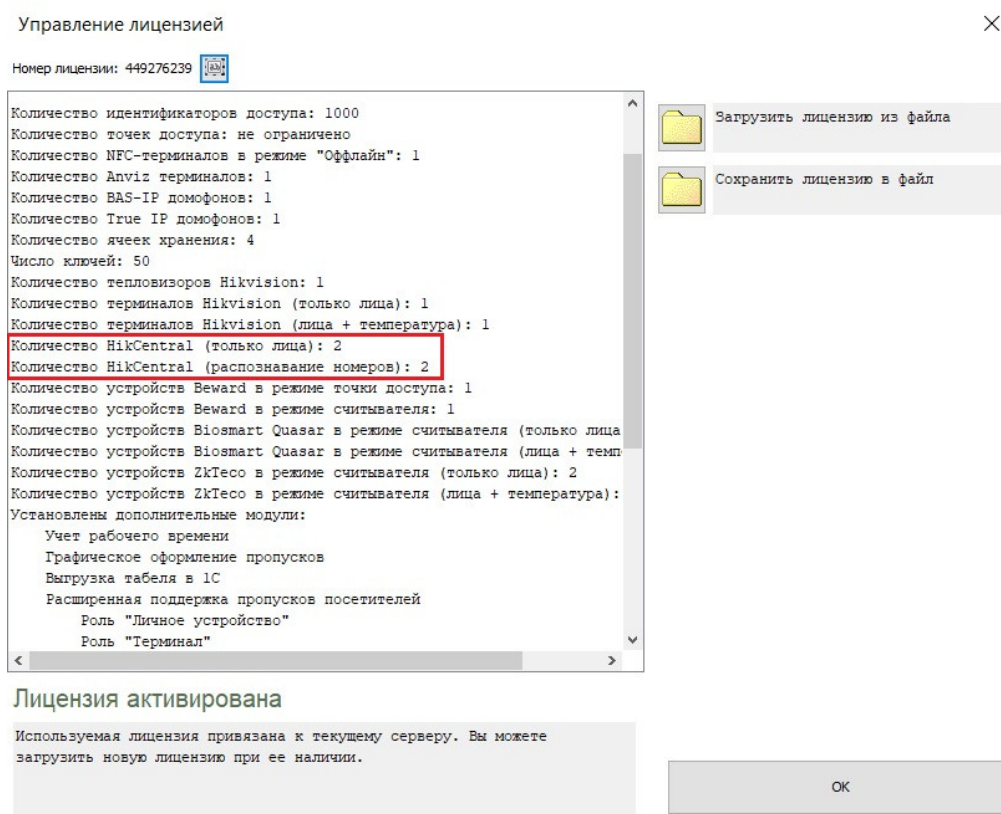 Управление лицензией
Номер лицензии: 449276239
Количество идентификаторов доступа: 1000
Количество точек доступа: не ограничено
Количество NFC-терминалов в режиме "Оффлайн": 1
Количество Anviz терминалов: 1
Количество BAS-IP домофонов: 1
Количество True IP домофонов: 1
Количество ячеек хранения: 4
Число ключей: 50
Количество тепловизоров Hikvision: 1
Количество терминалов Hikvision (только лица): 1
Количество терминалов Hikvision (лица + температура): 1
Количество HikCentral (только лица): 2
Количество HikCentral (распознавание номеров): 2
Количество устройств Beward в режиме точки доступа: 1
Количество устройств Beward в режиме считывателя: 1
Количество устройств Biosmart Quasar в режиме считывателя (только лица
Количество устройств Biosmart Quasar в режиме считывателя (лица + темп
Количество устройств ZkTeco в режиме считывателя (только лица): 2
Количество устройств ZkTeco в режиме считывателя (лица + температура):
Установлены дополнительные модули:
Учет рабочего времени
Графическое оформление пропусков
Выгрузка табеля в 1С
Расширенная поддержка пропусков посетителей
Роль "Личное устройство"
Роль "Терминал"
Загрузить лицензию из файла
Сохранить лицензию в файл
Лицензия активирована
Используемая лицензия привязана к текущему серверу. Вы можете
загрузить новую лицензию при ее наличии.
OK